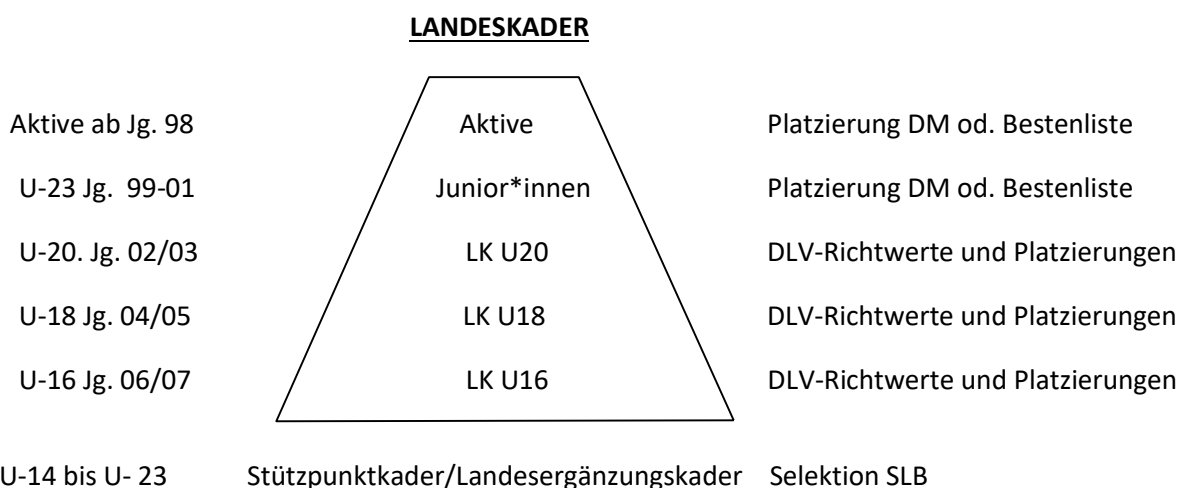 LANDESKADER
Aktive ab Jg. 98 Aktive Platzierung DM od. Bestenliste
U-23 Jg. 99-01 Junior*innen Platzierung DM od. Bestenliste
U-20. Jg. 02/03 LK U20 DLV-Richtwerte und Platzierungen
U-18 Jg. 04/05 LK U18 DLV-Richtwerte und Platzierungen
U-16 Jg. 06/07 LK U16 DLV-Richtwerte und Platzierungen
U-14 bis U- 23 Stützpunktkader/Landesergänzungskader Selektion SLB